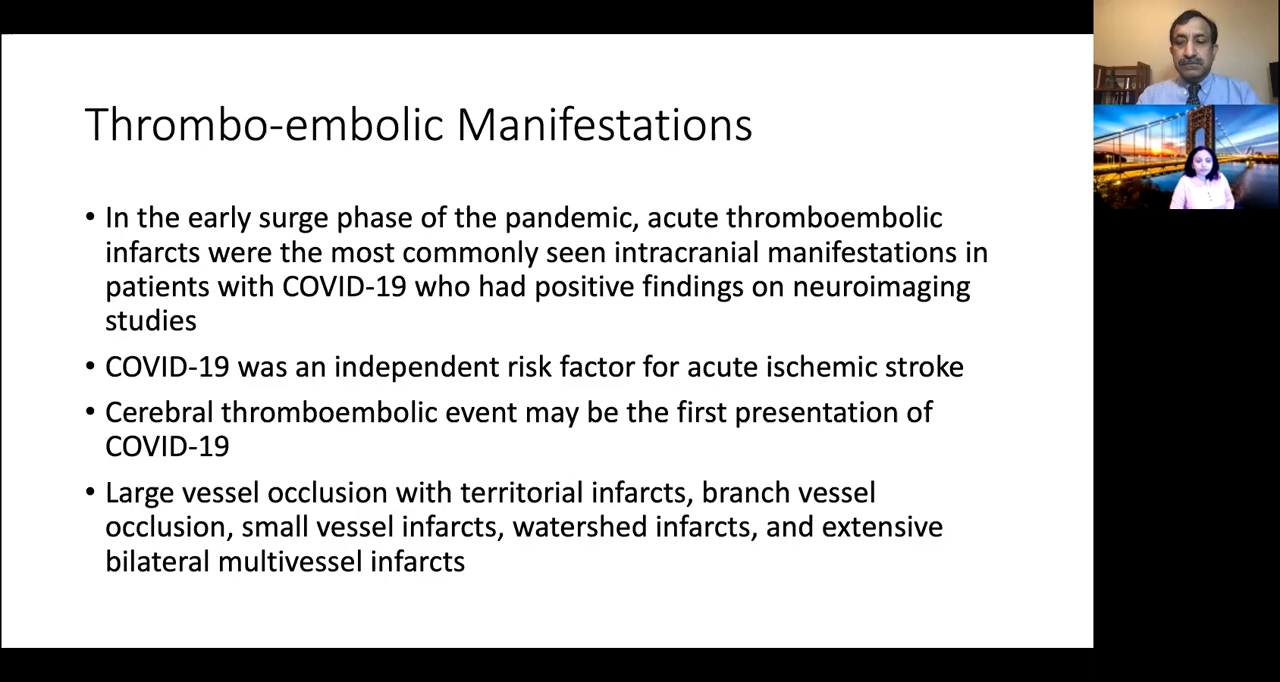 Thrombo-embolic Manifestations
• In the early surge phase of the pandemic, acute thromboembolic
infarcts were the most commonly seen intracranial manifestations in
patients with COVID-19 who had positive findings on neuroimaging
studies
• COVID-19 was an independent risk factor for acute ischemic stroke
• Cerebral thromboembolic event may be the first presentation of
COVID-19
• Large vessel occlusion with territorial infarcts, branch vessel
occlusion, small vessel infarcts, watershed infarcts, and extensive
bilateral multivessel infarcts